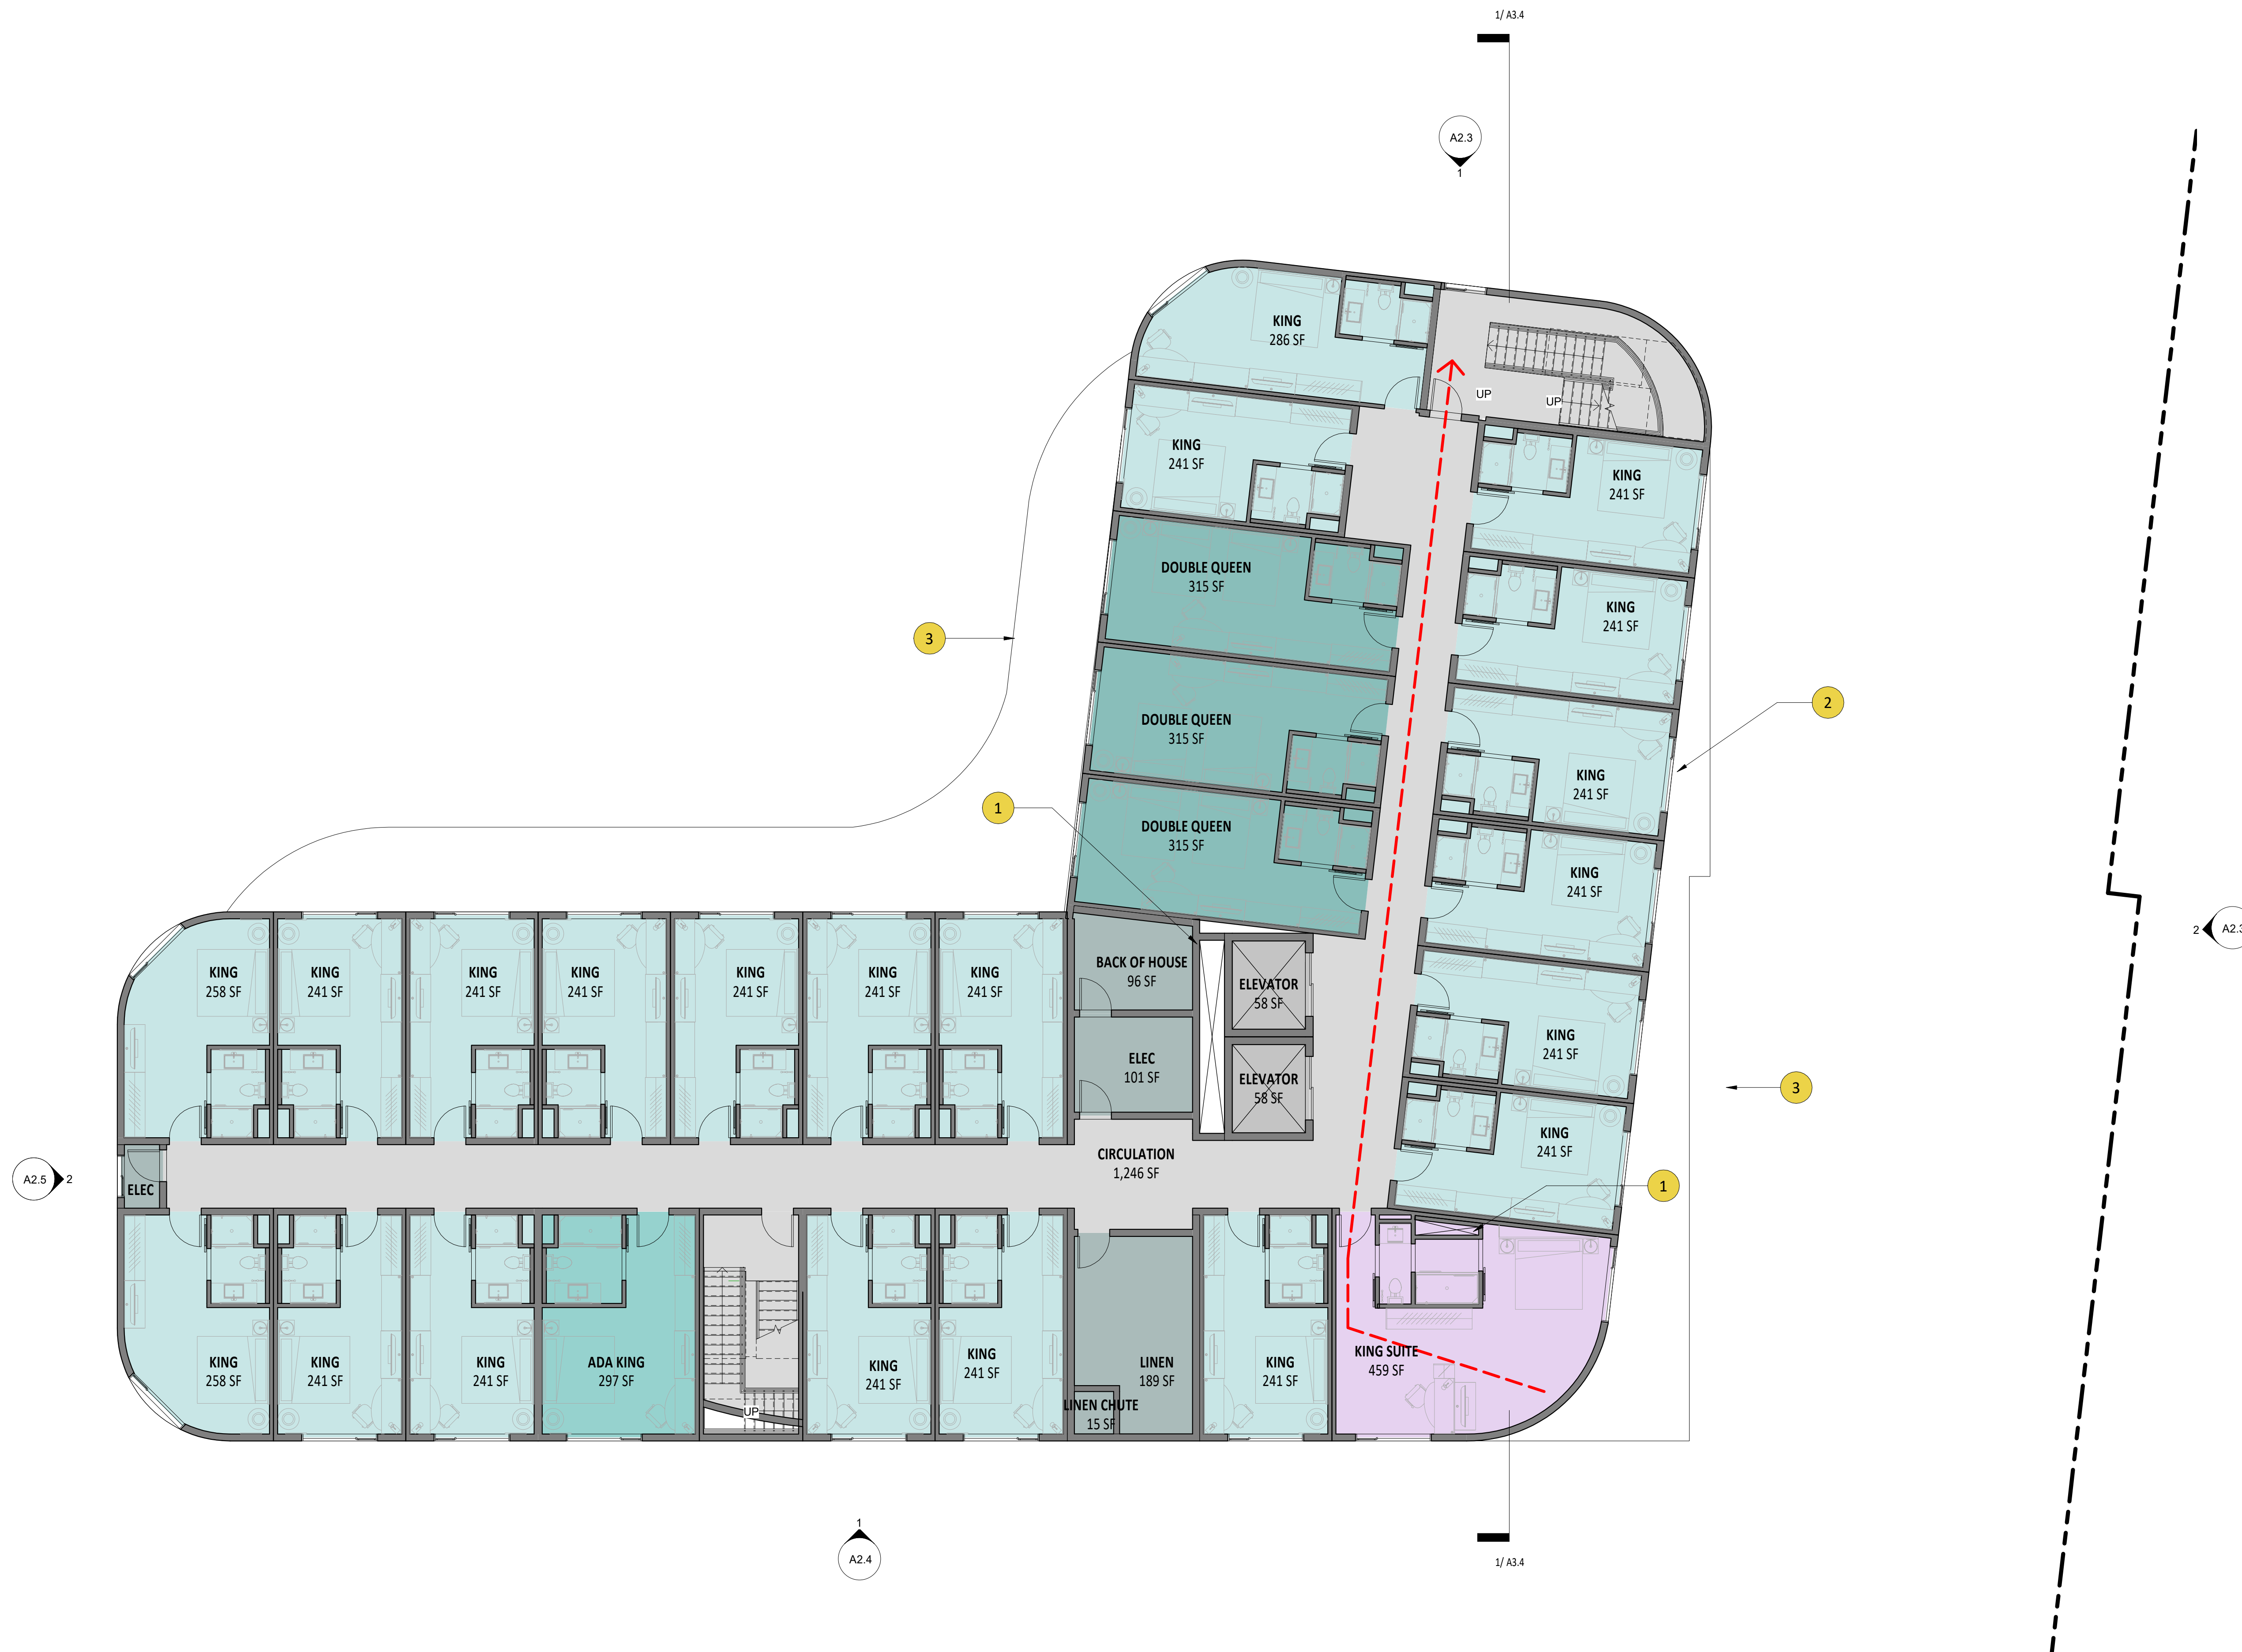 1/ A3.4
A2.3
1
KING
286 SF
UP
UP
KING
241 SF
KING
241 SF
DOUBLE QUEEN
315 SF
KING
241 SF
3
2
DOUBLE QUEEN
315 SF
KING
241 SF
1
DOUBLE QUEEN
315 SF
KING
241 SF
2
A2.3
KING
258 SF
KING
241 SF
KING
241 SF
KING
241 SF
KING
241 SF
KING
241 SF
KING
241 SF
BACK OF HOUSE
96 SF
ELEVATOR
58 SF
KING
241 SF
ELEC
101 SF
ELEVATOR
58 SF
3
KING
241 SF
CIRCULATION
1,246 SF
A2.5
2
ELEC
1
KING
258 SF
KING
241 SF
KING
241 SF
ADA KING
297 SF
KING
241 SF
KING
241 SF
LINEN
189 SF
KING
241 SF
KING SUITE
459 SF
LINEN CHUTE
15 SF
UP
1
A2.4
1/ A3.4